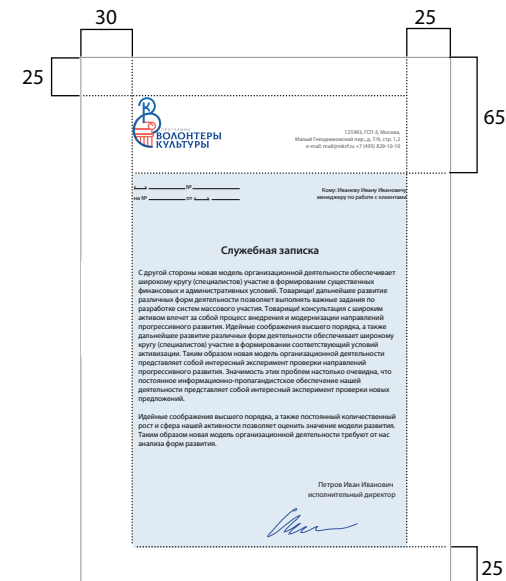 30
25
25
65
ПРОГРАММА
ВОЛОНТЕРЫ
КУЛЬТУРЫ
125993, ГСП-3, Москва,
Малый Гнездниковский пер., д. 7/6, стр. 1,2
e-mail: mail@mkrf.ru +7 (495) 629-10-10
«__»__________№__________
на №__________от «__»__________
Кому: Иванову Ивану Ивановичу,
менеджеру по работе с клиентами
Служебная записка
С другой стороны новая модель организационной деятельности обеспечивает
широкому кругу (специалистов) участие в формировании существенных
финансовых и административных условий. Товарищи! дальнейшее развитие
различных форм деятельности позволяет выполнять важные задания по
разработке систем массового участия. Товарищи! консультация с широким
активом влечет за собой процесс внедрения и модернизации направлений
прогрессивного развития. Идейные соображения высшего порядка, а также
дальнейшее развитие различных форм деятельности обеспечивает широкому
кругу (специалистов) участие в формировании соответствующий условий
активизации. Таким образом новая модель организационной деятельности
представляет собой интересный эксперимент проверки направлений
прогрессивного развития. Значимость этих проблем настолько очевидна, что
постоянное информационно-пропагандистское обеспечение нашей
деятельности представляет собой интересный эксперимент проверки новых
предложений.
Идейные соображения высшего порядка, а также постоянный количественный
рост и сфера нашей активности позволяет оценить значение модели развития.
Таким образом новая модель организационной деятельности требуют от нас
анализа форм развития.
Петров Иван Иванович
исполнительный директор
25